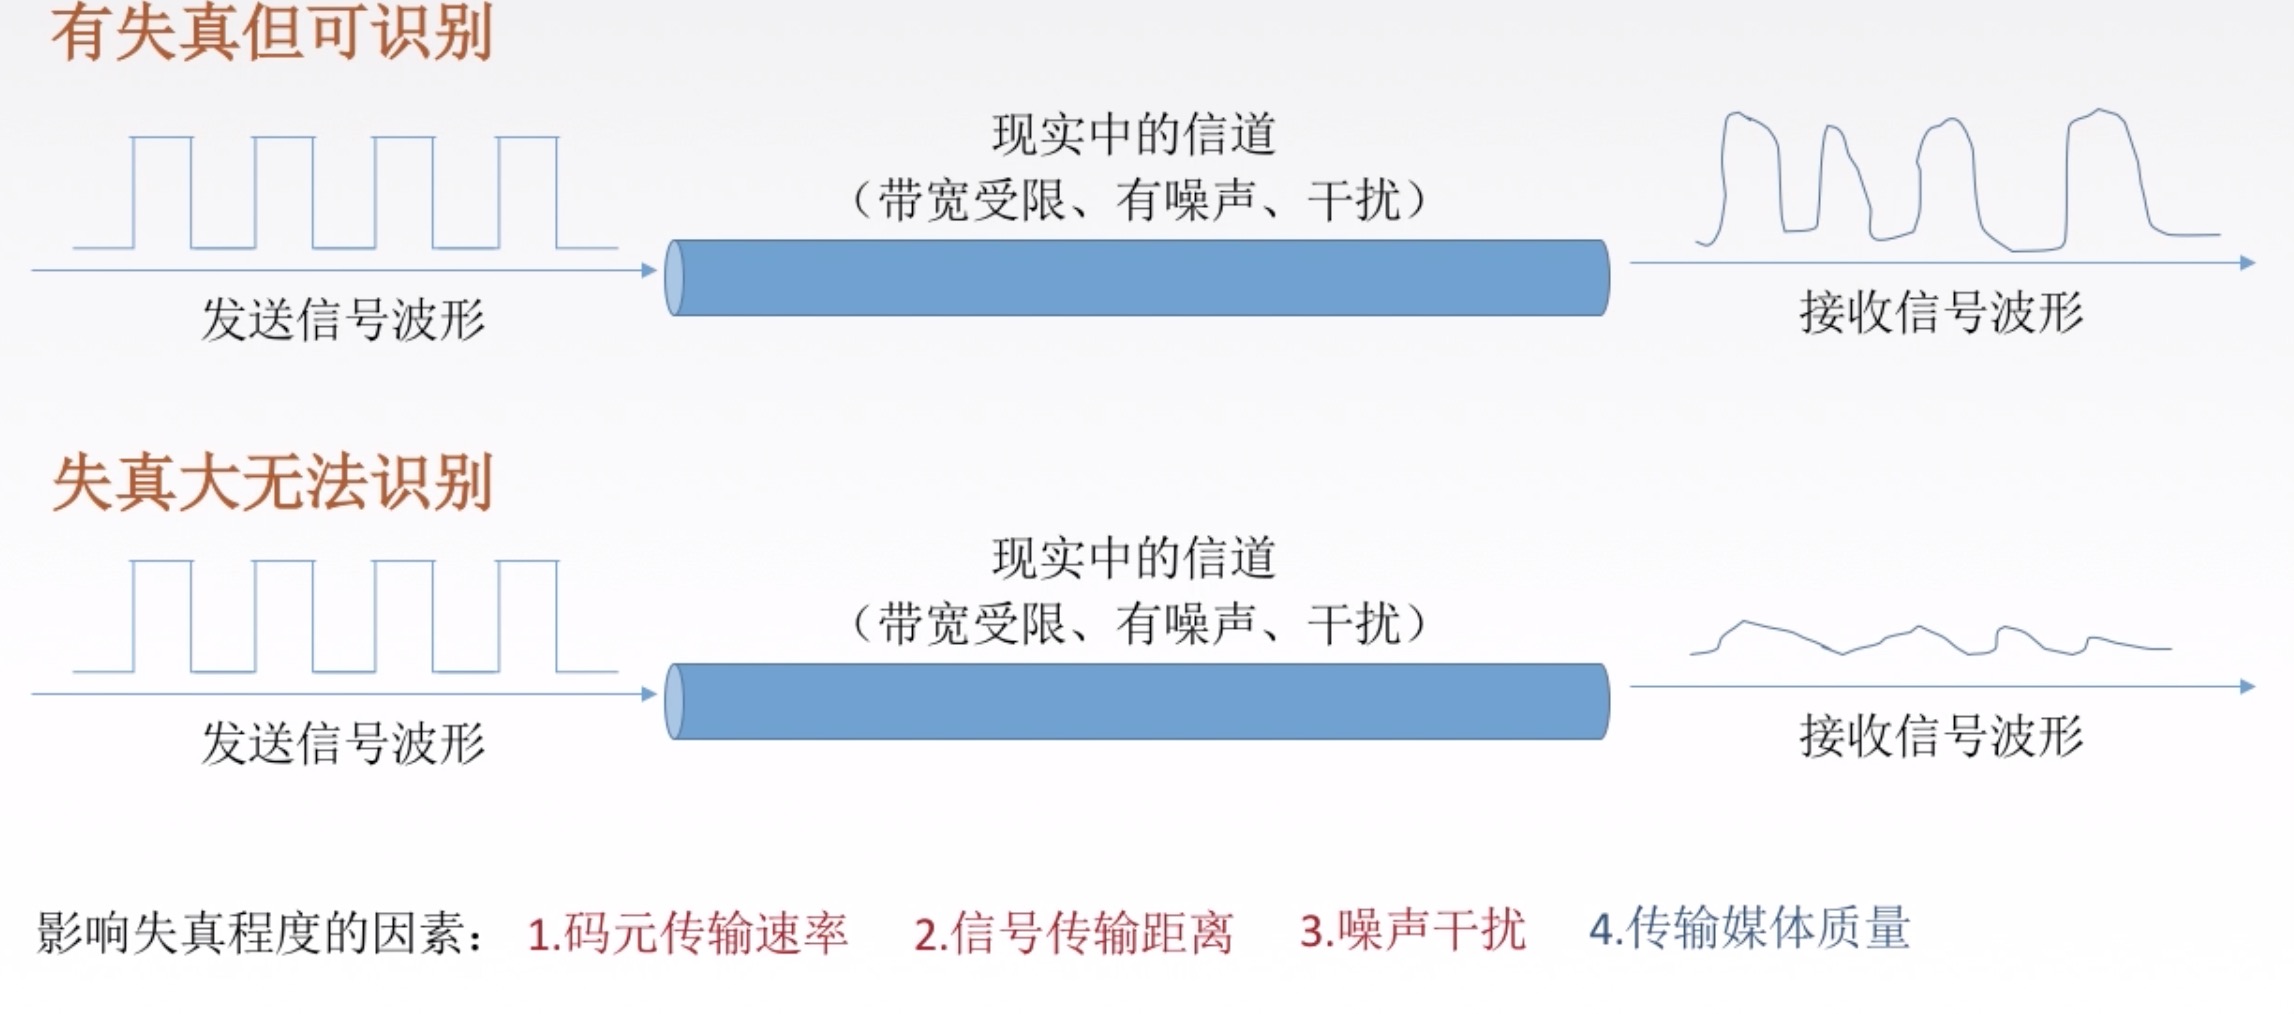 有失真但可识别
现实中的信道
（带宽受限、有噪声、干扰）
发送信号波形
接收信号波形
失真大无法识别
现实中的信道
（带宽受限、有噪声、干扰）
发送信号波形
接收信号波形
影响失真程度的因素： 1.码元传输速率 2.信号传输距离 3.噪声干扰 4.传输媒体质量